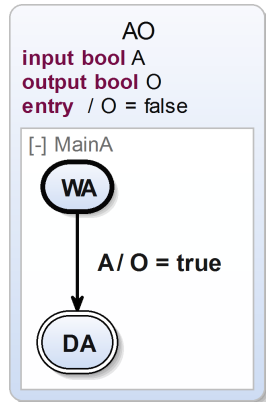 AO
input bool A
output bool O
entry / O = false
[-] MainA
WA
A / O = true
DA